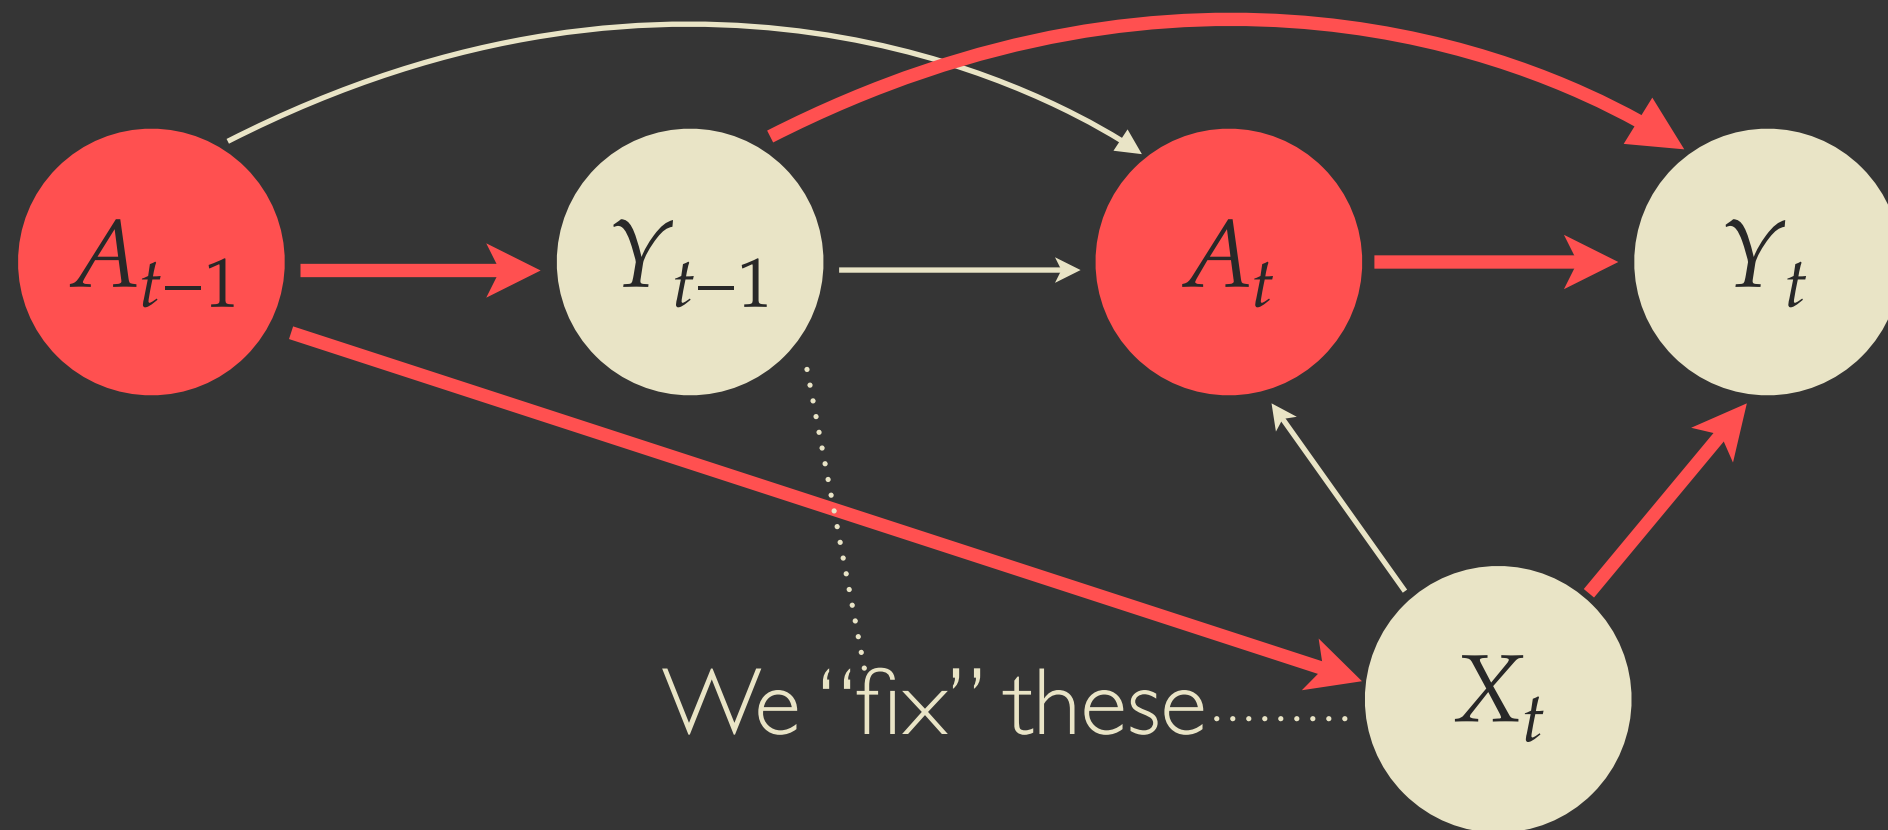 A_{t−1}
Y_{t−1}
A_t
Y_t
We “fix” these
X_t